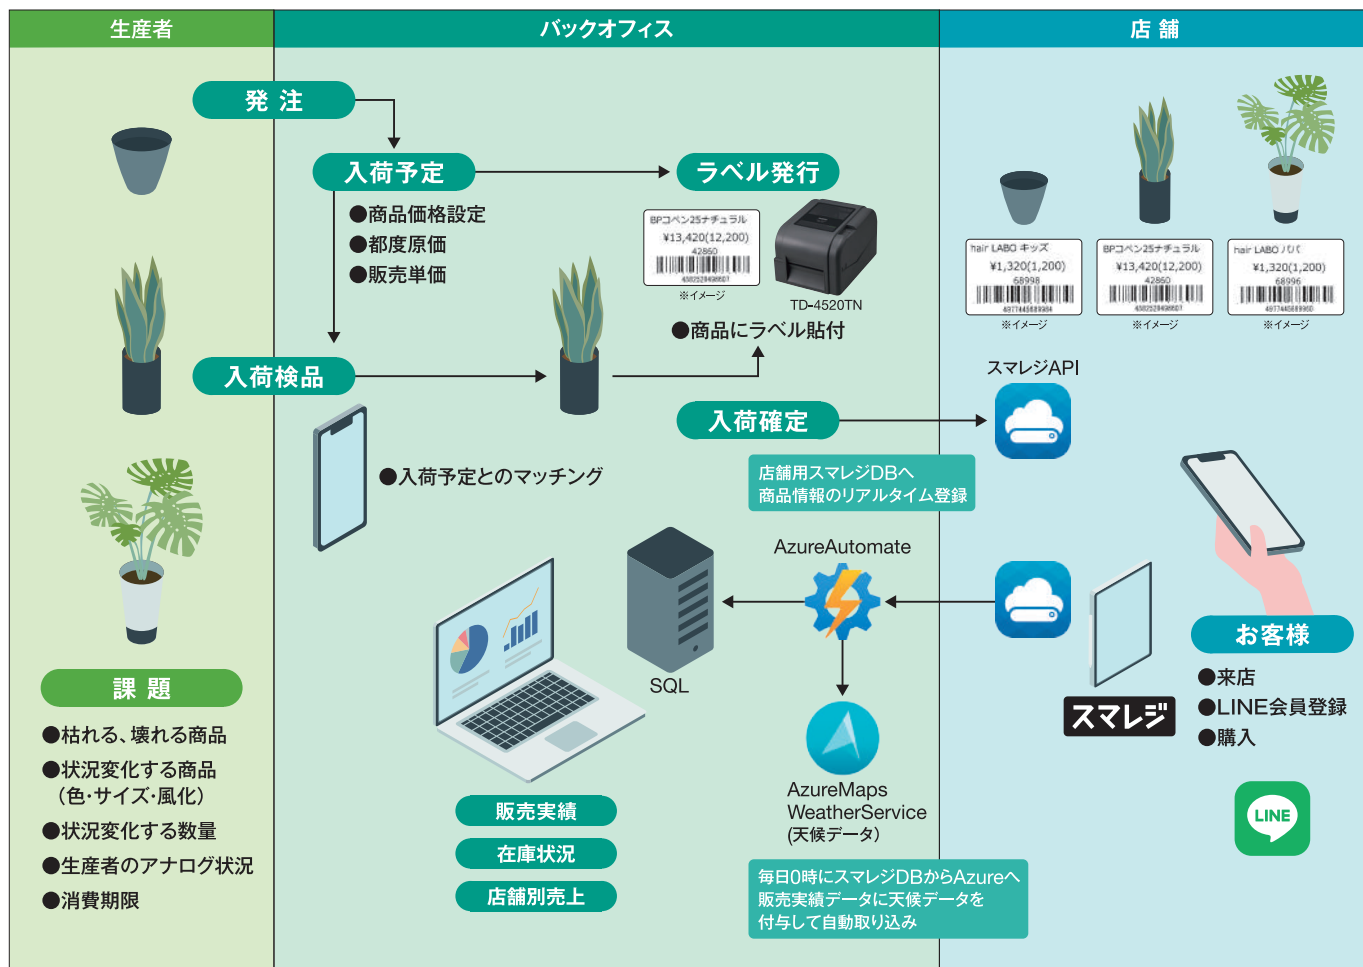 生産者
バックオフィス
店舗
発注
入荷予定
●商品価格設定
●都度原価
●販売単価
ラベル発行
BPコペン25ナチュラル
¥13,420(12,200)
42860
4582529498607
※イメージ
TD-4520TN
●商品にラベル貼付
入荷検品
●入荷予定とのマッチング
入荷確定
店舗用スマレジDBへ
商品情報のリアルタイム登録
hair LABO キッズ
¥1,320(1,200)
68998
4977445689984
※イメージ
BPコペン25ナチュラル
¥13,420(12,200)
42860
4582529498607
※イメージ
hair LABO パパ
¥1,320(1,200)
68996
4977445689960
※イメージ
スマレジAPI
AzureAutomate
SQL
AzureMaps
WeatherService
(天候データ)
毎日0時にスマレジDBからAzureへ
販売実績データに天候データを
付与して自動取り込み
販売実績
在庫状況
店舗別売上
課題
●枯れる、壊れる商品
●状況変化する商品
(色・サイズ・風化)
●状況変化する数量
●生産者のアナログ状況
●消費期限
スマレジ
お客様
●来店
●LINE会員登録
●購入
LINE